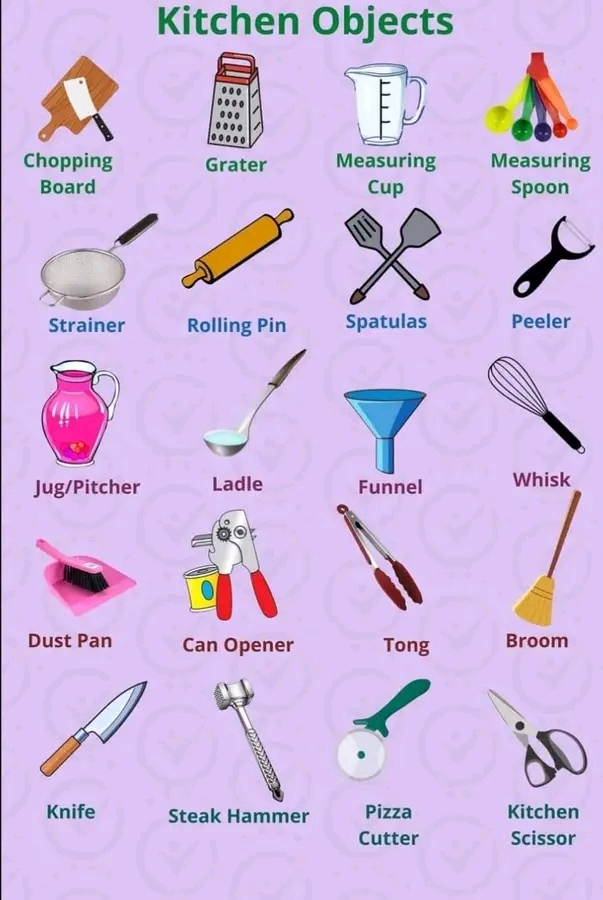 Kitchen Objects
Chopping
Board
Grater
Measuring
Cup
Measuring
Spoon
Strainer
Rolling Pin
Spatulas
Peeler
Jug/Pitcher
Ladle
Funnel
Whisk
Dust Pan
Can Opener
Tong
Broom
Knife
Steak Hammer
Pizza
Cutter
Kitchen
Scissor